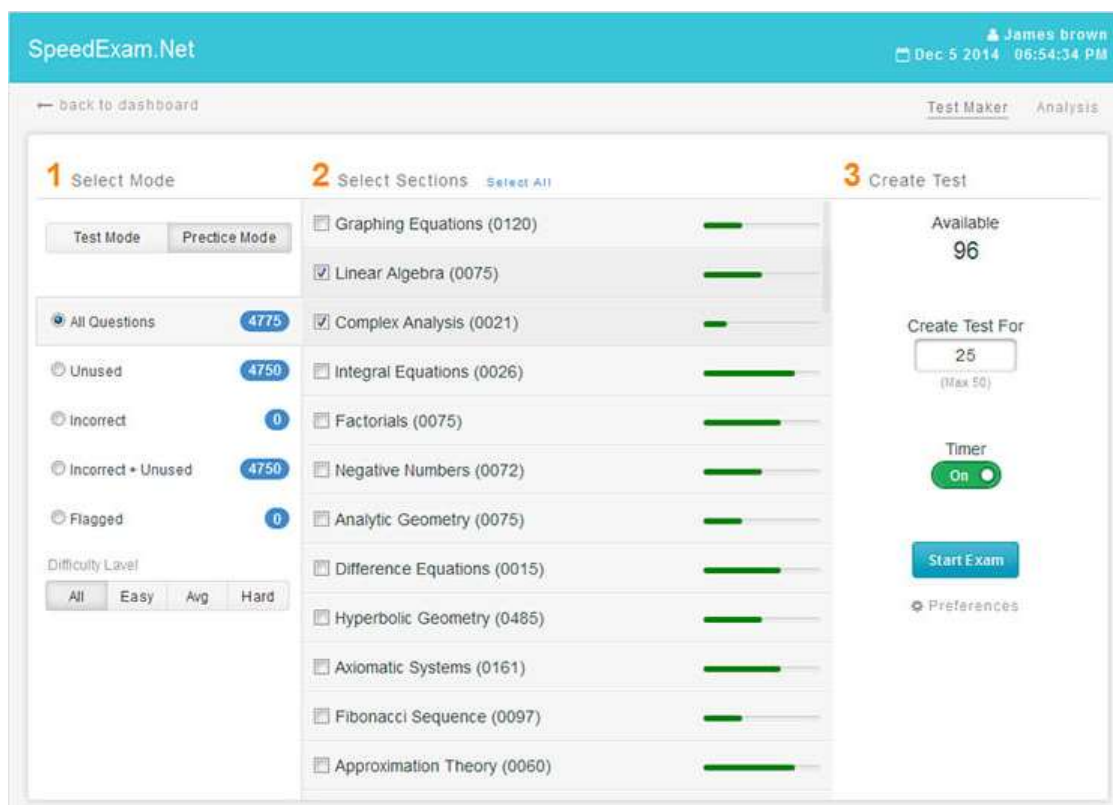 SpeedExam.Net
James brown
Dec 5 2014 06:54:34 PM
back to dashboard
Test Maker Analysis
1 Select Mode
Test Mode Prectice Mode
All Questions 4775
Unused 4750
Incorrect 0
Incorrect + Unused 4750
Flagged 0
Difficulty Lavel
All Easy Avg Hard
2 Select Sections Select All
Graphing Equations (0120)
Linear Algebra (0075)
Complex Analysis (0021)
Integral Equations (0026)
Factorials (0075)
Negative Numbers (0072)
Analytic Geometry (0075)
Difference Equations (0015)
Hyperbolic Geometry (0485)
Axiomatic Systems (0161)
Fibonacci Sequence (0097)
Approximation Theory (0060)
3 Create Test
Available
96
Create Test For
25
(Max 50)
Timer
On
Start Exam
Preferences